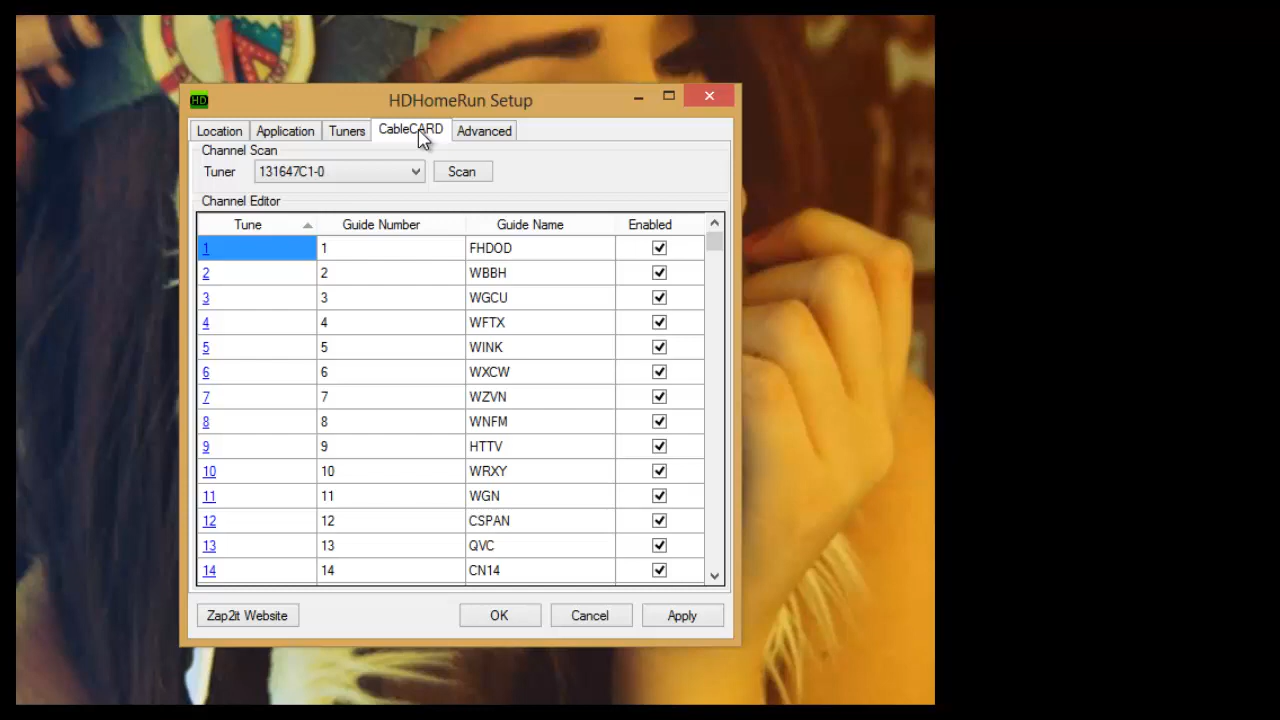 HD HDHomeRun Setup
Location Application Tuners CableCARD Advanced
Channel Scan
Tuner 131647C1-0 Scan
Channel Editor
Tune Guide Number Guide Name Enabled
1 1 FHDOD
2 2 WBBH
3 3 WGCU
4 4 WFTX
5 5 WINK
6 6 WXCW
7 7 WZVN
8 8 WNFM
9 9 HTTV
10 10 WRXY
11 11 WGN
12 12 CSPAN
13 13 QVC
14 14 CN14
Zap2it Website OK Cancel Apply